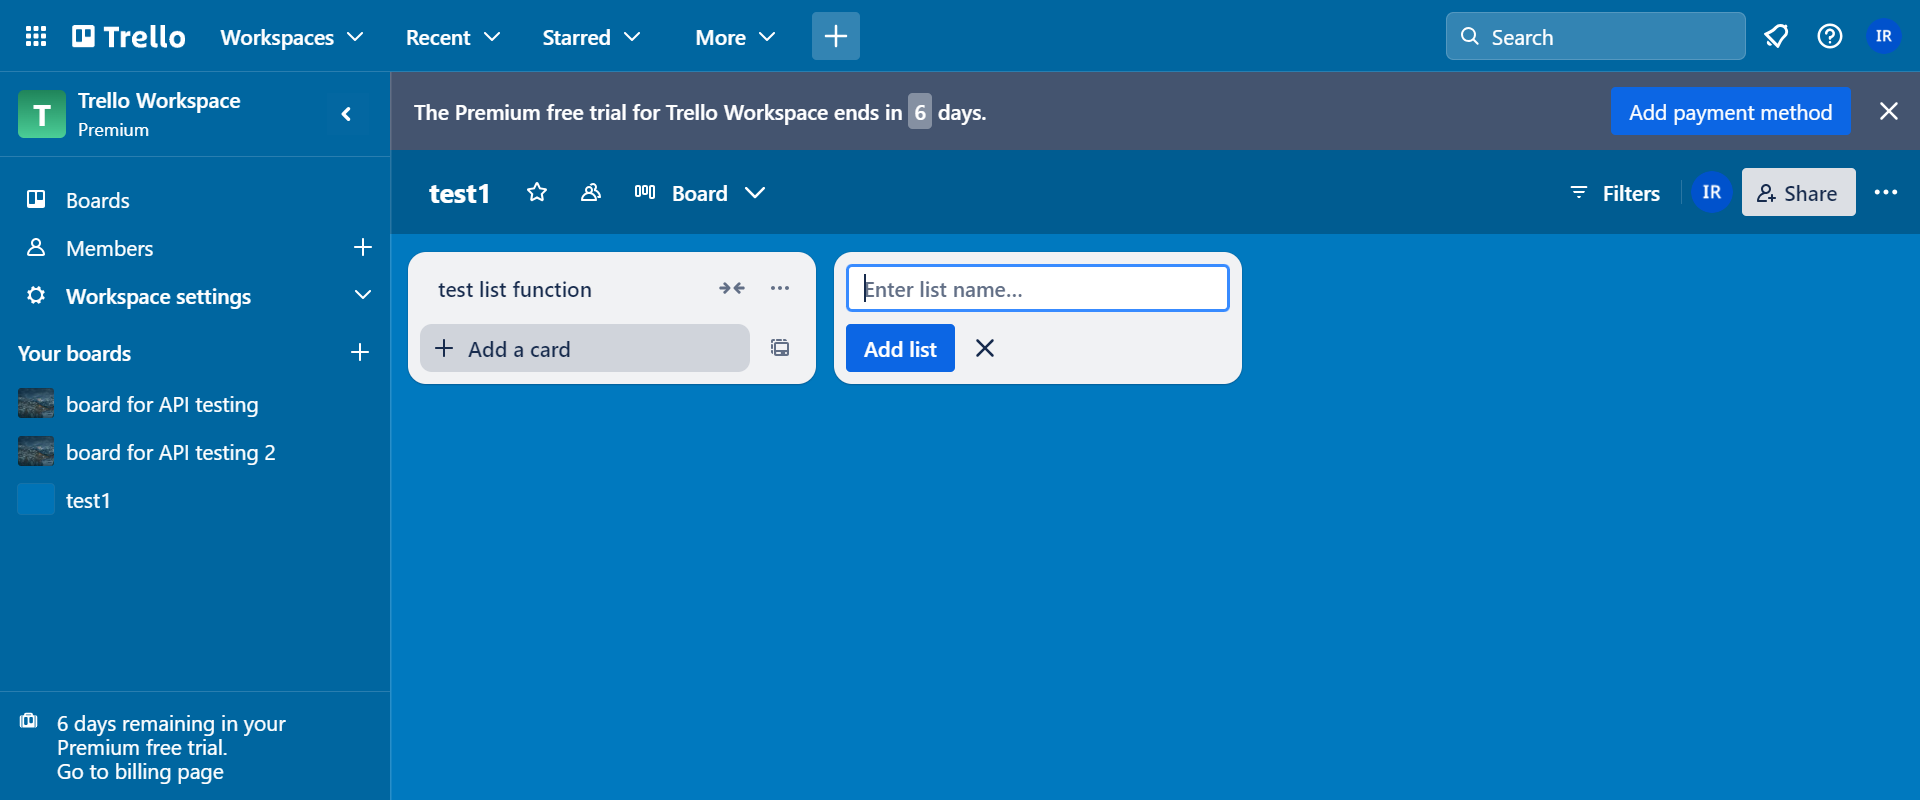 Trello
Workspaces
Recent
Starred
More
Search
IR
T
Trello Workspace
Premium
The Premium free trial for Trello Workspace ends in 6 days.
Add payment method
test1
Board
Filters
IR
Share
Boards
Members
Workspace settings
Your boards
board for API testing
board for API testing 2
test1
test list function
Add a card
Enter list name…
Add list
6 days remaining in your
Premium free trial.
Go to billing page